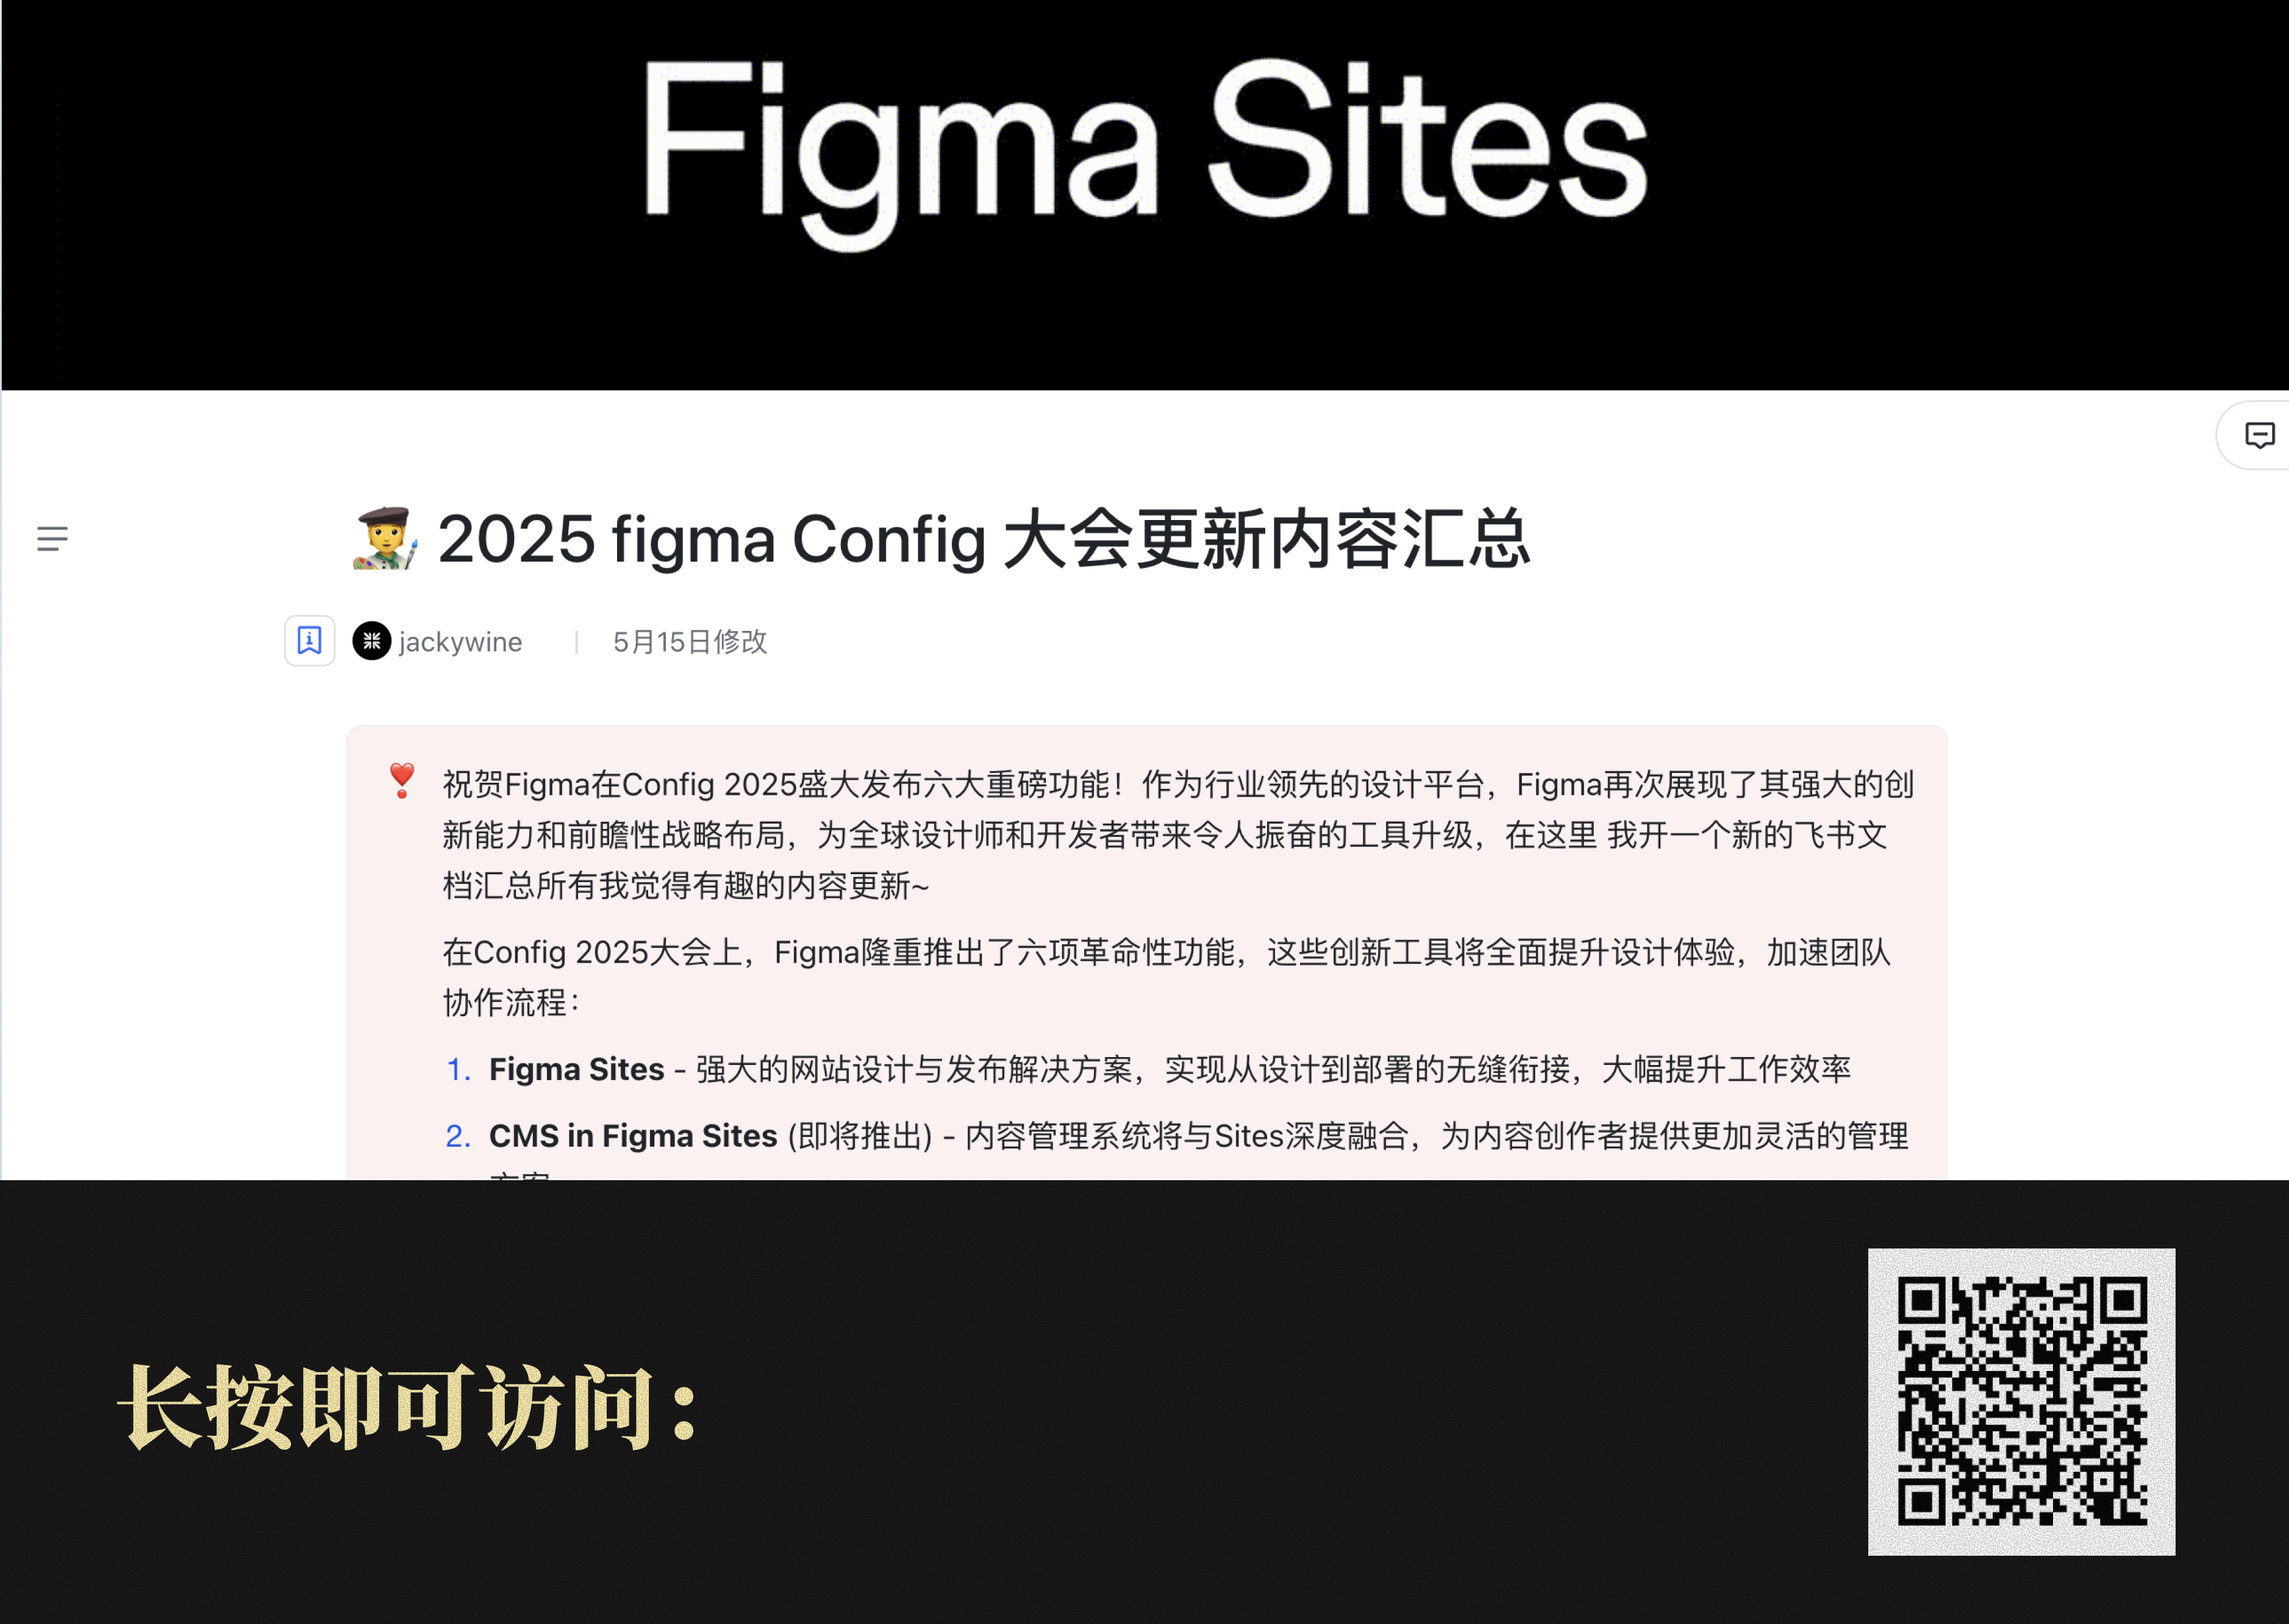 Figma Sites
2025 figma Config 大会更新内容汇总
jackywine | 5月15日修改
祝贺Figma在Config 2025盛大发布六大重磅功能！作为行业领先的设计平台，Figma再次展现了其强大的创
新能力和前瞻性战略布局，为全球设计师和开发者带来令人振奋的工具升级，在这里 我开一个新的飞书文
档汇总所有我觉得有趣的内容更新~
在Config 2025大会上，Figma隆重推出了六项革命性功能，这些创新工具将全面提升设计体验，加速团队
协作流程：
1. Figma Sites - 强大的网站设计与发布解决方案，实现从设计到部署的无缝衔接，大幅提升工作效率
2. CMS in Figma Sites (即将推出) - 内容管理系统将与Sites深度融合，为内容创作者提供更加灵活的管理
长按即可访问：